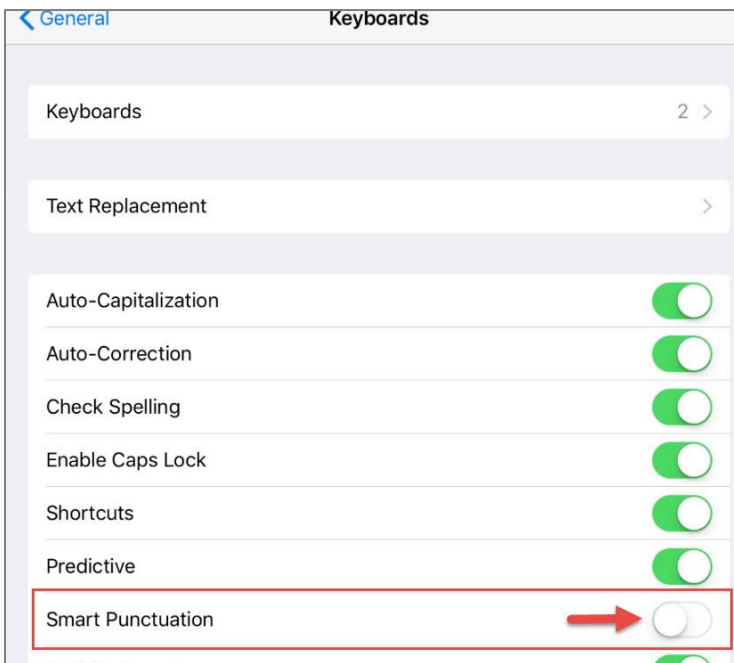 General
Keyboards
Keyboards 2
Text Replacement
Auto-Capitalization
Auto-Correction
Check Spelling
Enable Caps Lock
Shortcuts
Predictive
Smart Punctuation